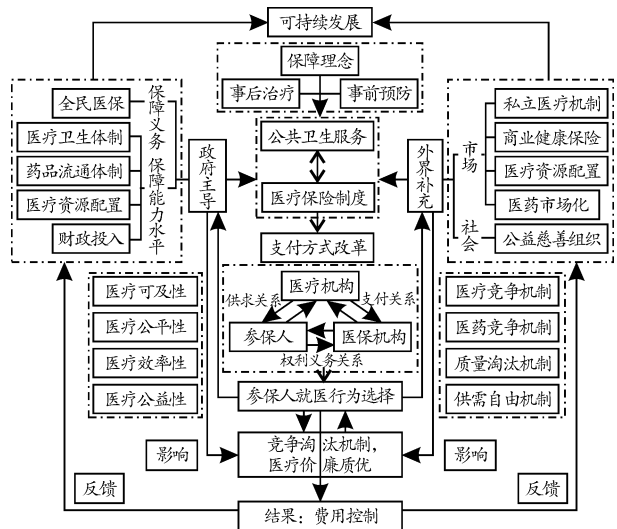 可持续发展
保障理念
事后治疗
事前预防
全民医保
医疗卫生体制
药品流通体制
医疗资源配置
财政投入
保障义务
保障能力水平
政府主导
公共卫生服务
医疗保险制度
支付方式改革
外界补充
市场
社会
私立医疗机制
商业健康保险
医疗资源配置
医药市场化
公益慈善组织
医疗机构
供求关系
支付关系
参保人
医保机构
权利义务关系
医疗可及性
医疗公平性
医疗效率性
医疗公益性
医疗竞争机制
医药竞争机制
质量淘汰机制
供需自由机制
参保人就医行为选择
竞争淘汰机制,
医疗价廉质优
影响
影响
反馈
反馈
结果：费用控制